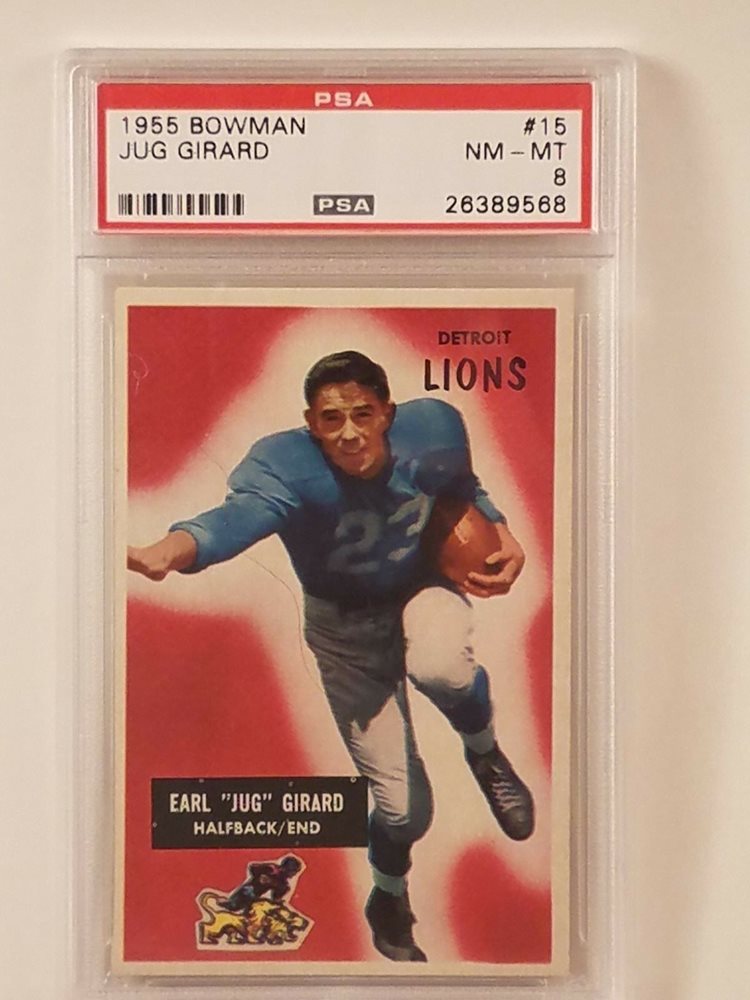 PSA
1955 BOWMAN #15
JUG GIRARD NM - MT
8
PSA 26389568
DETROIT
LIONS
23
EARL "JUG" GIRARD
HALFBACK/END